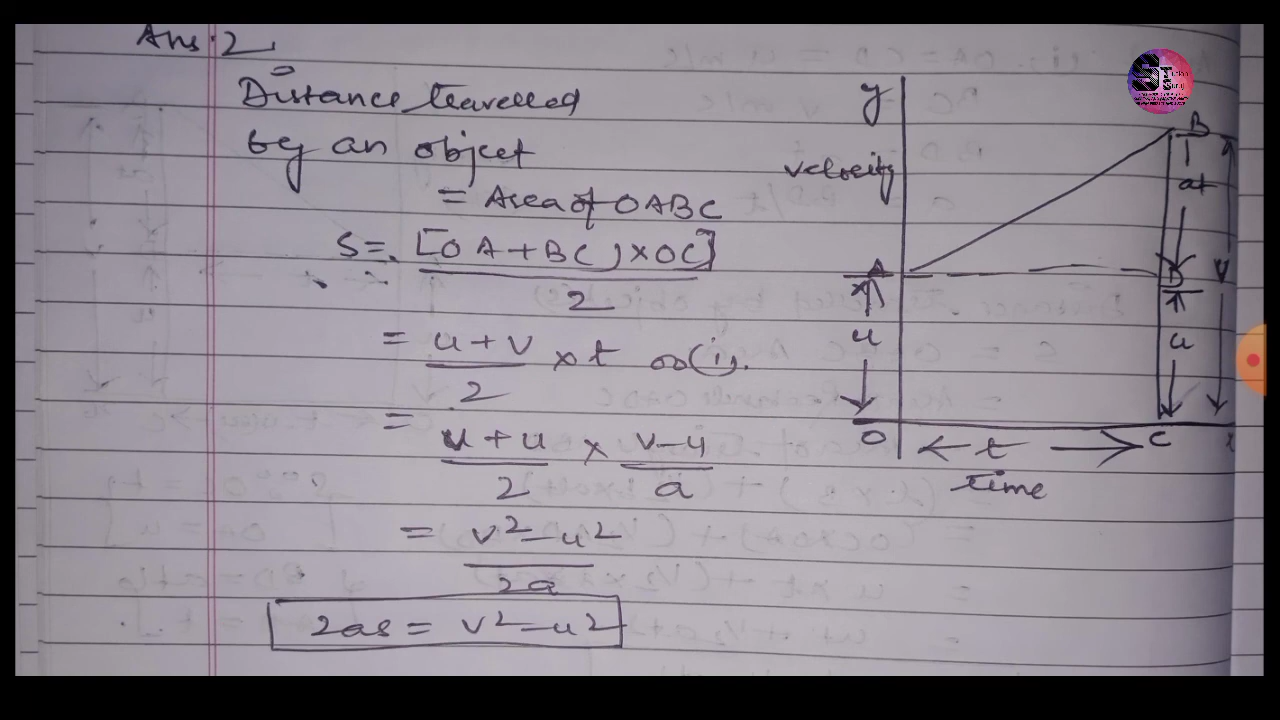 Ans. 2
Distance travelled
by an object
= Area of OABC
S = [OA + BC) × OC]
2
= u + v × t ∞ (i).
2
= v + u × v - u
2 a
= v² - u²
2a
2as = v² - u²
y
velocity
B
at
A
D
u
u
O
t
C
x
time